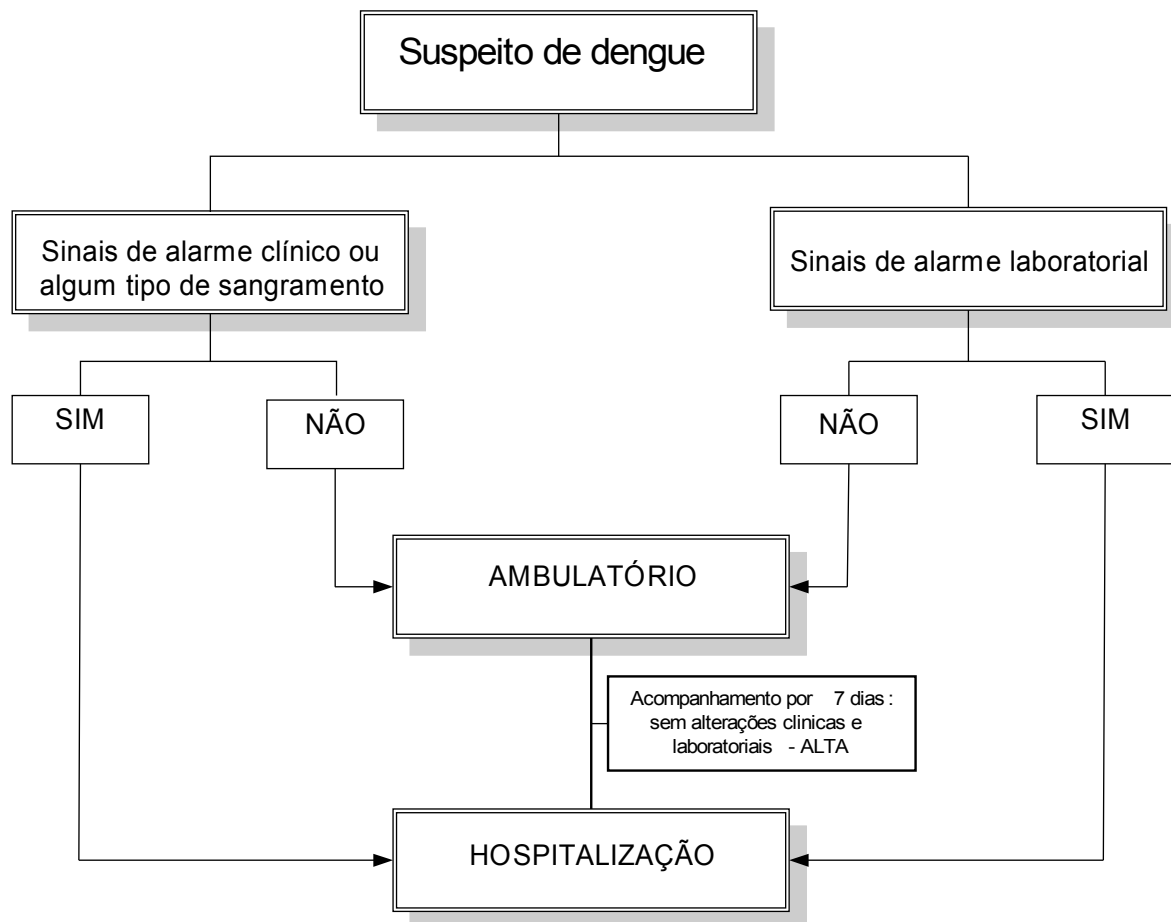 Suspeito de dengue
Sinais de alarme clínico ou
algum tipo de sangramento
Sinais de alarme laboratorial
SIM
NÃO
NÃO
SIM
AMBULATÓRIO
Acompanhamento por 7 dias :
sem alterações clinicas e
laboratoriais - ALTA
HOSPITALIZAÇÃO